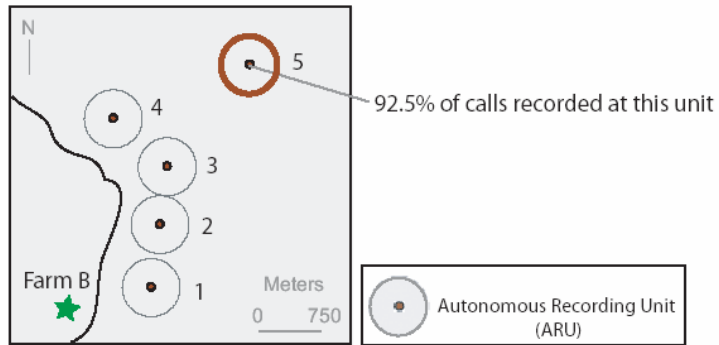 N
5
92.5% of calls recorded at this unit
4
3
2
Farm B
1
Meters
0 750
Autonomous Recording Unit
(ARU)